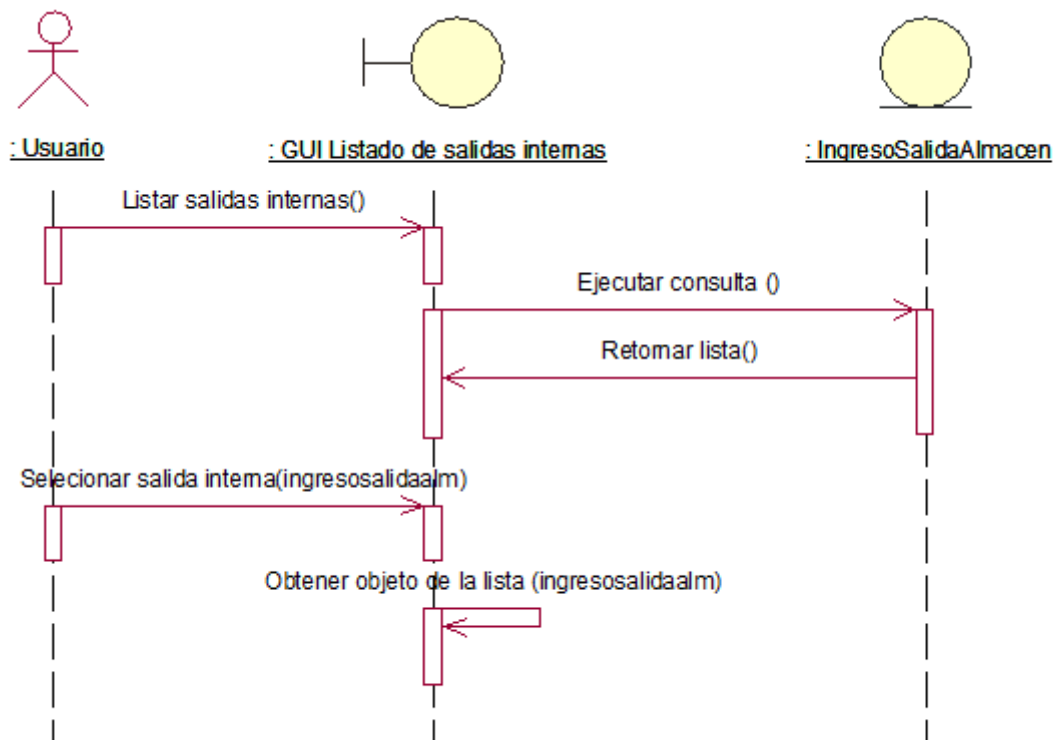 : Usuario
: GUI Listado de salidas internas
: IngresoSalidaAlmacen
Listar salidas internas()
Ejecutar consulta ()
Retornar lista()
Selecionar salida interna(ingresosalidaalm)
Obtener objeto de la lista (ingresosalidaalm)